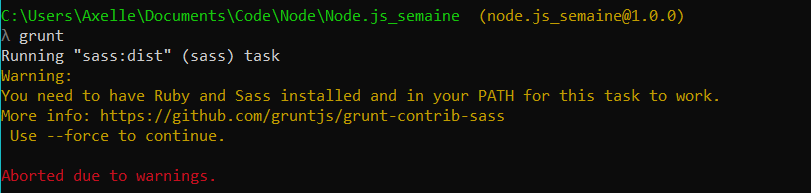 C:\Users\Axelle\Documents\Code\Node\Node.js_semaine  (node.js_semaine@1.0.0)
λ grunt
Running "sass:dist" (sass) task
Warning:
You need to have Ruby and Sass installed and in your PATH for this task to work.
More info: https://github.com/gruntjs/grunt-contrib-sass
 Use --force to continue.
Aborted due to warnings.